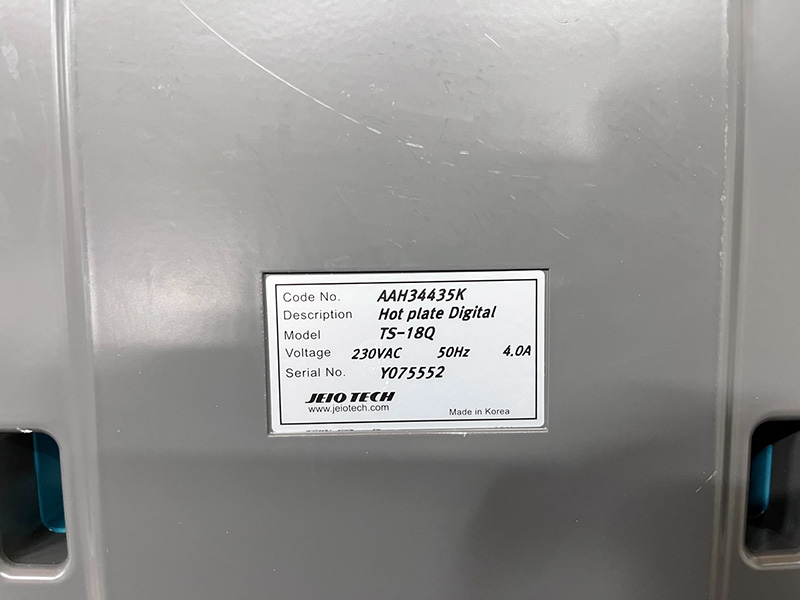 Code No. AAH34435K
Description Hot plate Digital
Model TS-18Q
Voltage 230VAC 50Hz 4.0A
Serial No. Y075552
JEIO TECH
www.jeiotech.com Made in Korea